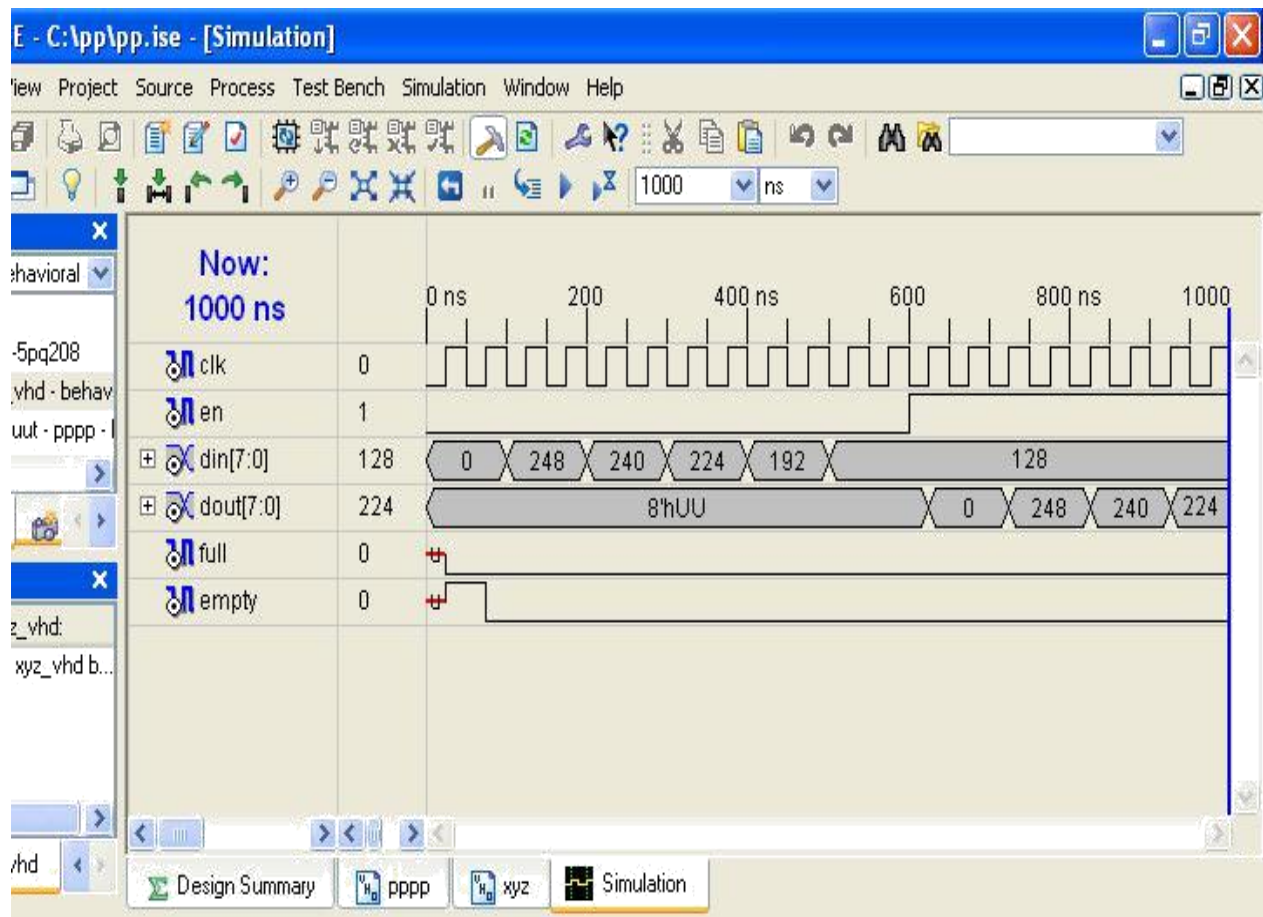 E - C:\pp\pp.ise - [Simulation]
View Project Source Process Test Bench Simulation Window Help
1000 ns
ehavioral
-5pq208
vhd - behav
uut - pppp -
z_vhd:
xyz_vhd b...
vhd
Now:
1000 ns
0 ns 200 400 ns 600 800 ns 1000
clk 0
en 1
din[7:0] 128 0 248 240 224 192 128
dout[7:0] 224 8'hUU 0 248 240 224
full 0 U
empty 0 U
Design Summary pppp xyz Simulation